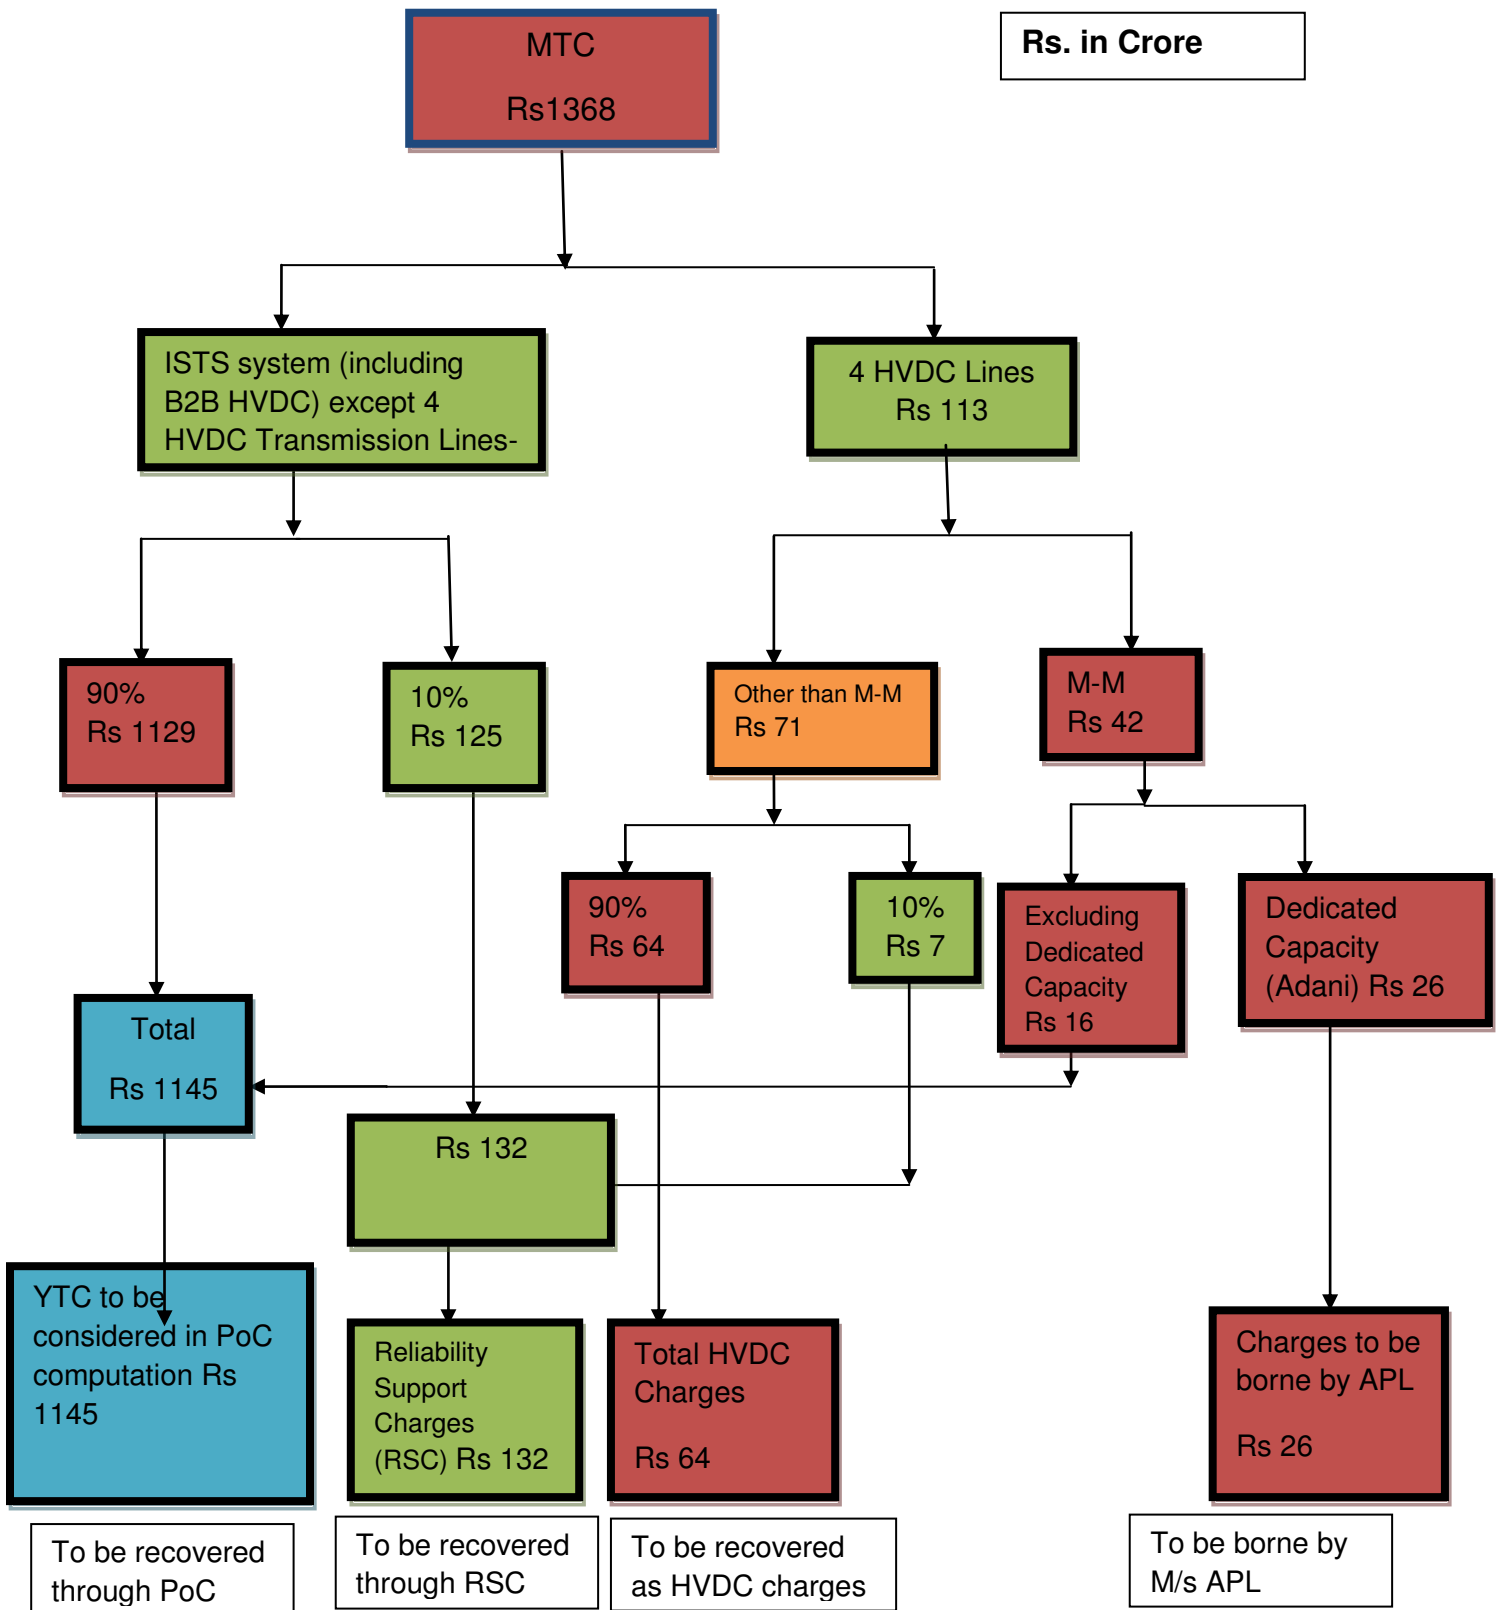 MTC
Rs1368
Rs. in Crore
ISTS system (including
B2B HVDC) except 4
HVDC Transmission Lines-
4 HVDC Lines
Rs 113
90%
Rs 1129
10%
Rs 125
Other than M-M
Rs 71
M-M
Rs 42
90%
Rs 64
10%
Rs 7
Excluding
Dedicated
Capacity
Rs 16
Dedicated
Capacity
(Adani) Rs 26
Total
Rs 1145
Rs 132
YTC to be
considered in PoC
computation Rs
1145
Reliability
Support
Charges
(RSC) Rs 132
Total HVDC
Charges
Rs 64
Charges to be
borne by APL
Rs 26
To be recovered
through PoC
To be recovered
through RSC
To be recovered
as HVDC charges
To be borne by
M/s APL